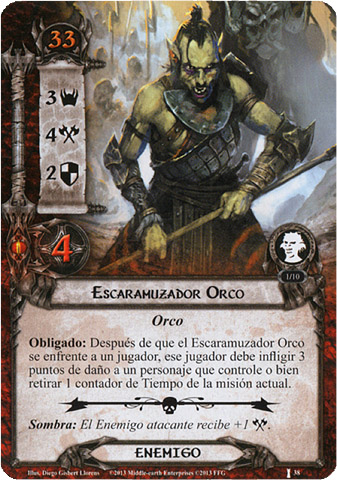 33
3
4
2
4
1/10
Escaramuzador Orco
Orco
Obligado: Después de que el Escaramuzador Orco
se enfrente a un jugador, ese jugador debe infligir 3
puntos de daño a un personaje que controle o bien
retirar 1 contador de Tiempo de la misión actual.
Sombra: El Enemigo atacante recibe +1
ENEMIGO
Illus. Diego Gisbert Llorens ©2013 Middle-earth Enterprises ©2013 FFG 38